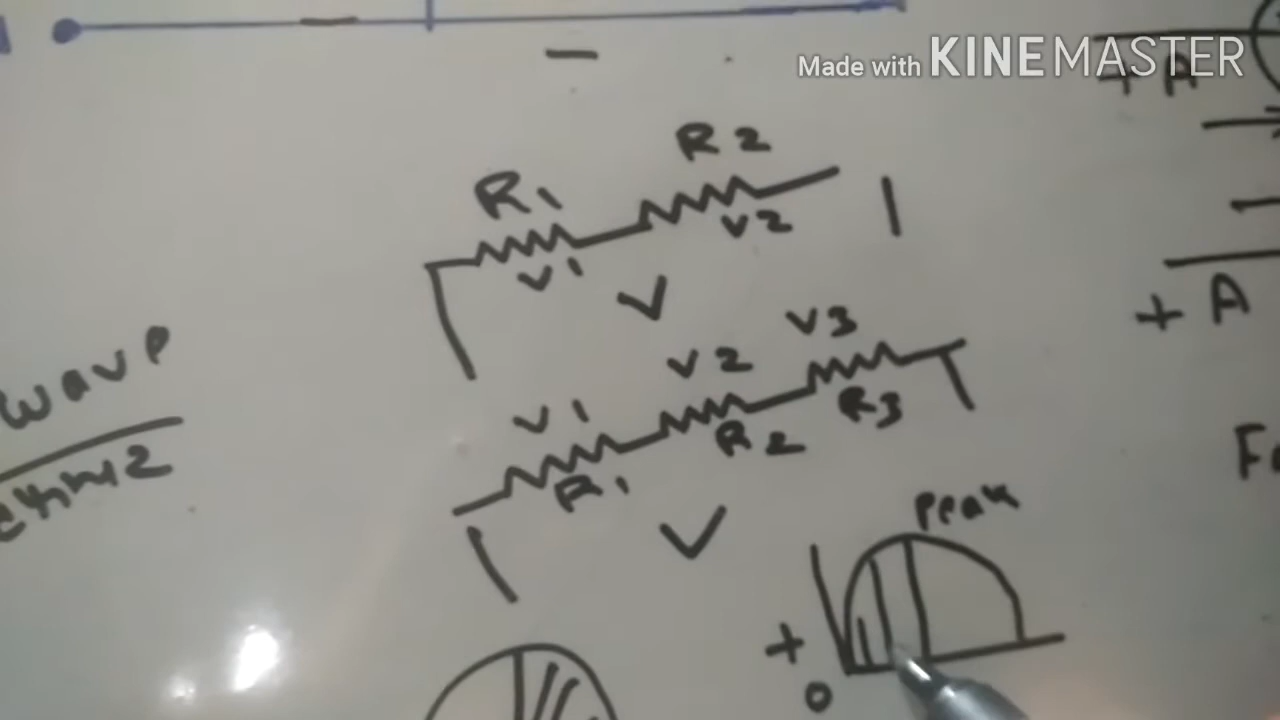 Made with KINEMASTER
+ A
R2
R1
V2
V1
V
+ A
wave
V3
V2
V1
R3
R2
R1
V
Peak
+
0